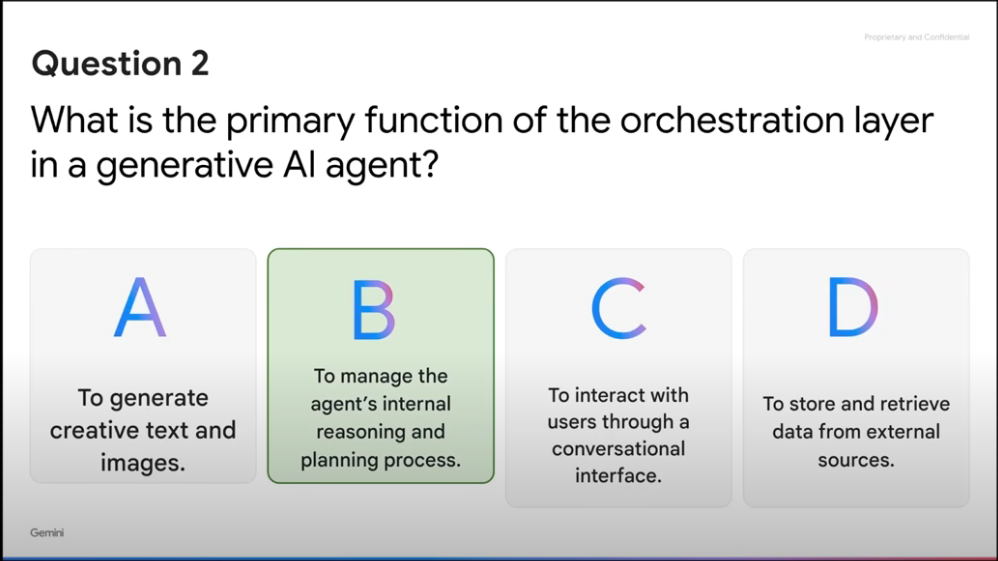 Proprietary and Confidential
Question 2
What is the primary function of the orchestration layer
in a generative AI agent?
A
To generate
creative text and
images.
B
To manage the
agent's internal
reasoning and
planning process.
C
To interact with
users through a
conversational
interface.
D
To store and retrieve
data from external
sources.
Gemini